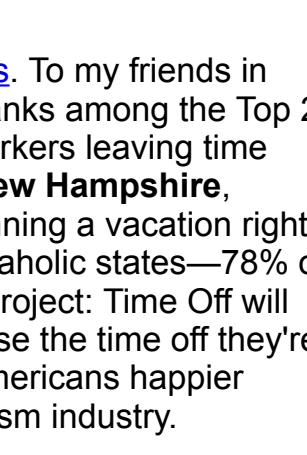 s. To my friends in
anks among the Top 2
rkers leaving time
ew Hampshire,
nning a vacation right
aholic states—78% o
roject: Time Off will
se the time off they're
mericans happier
sm industry.